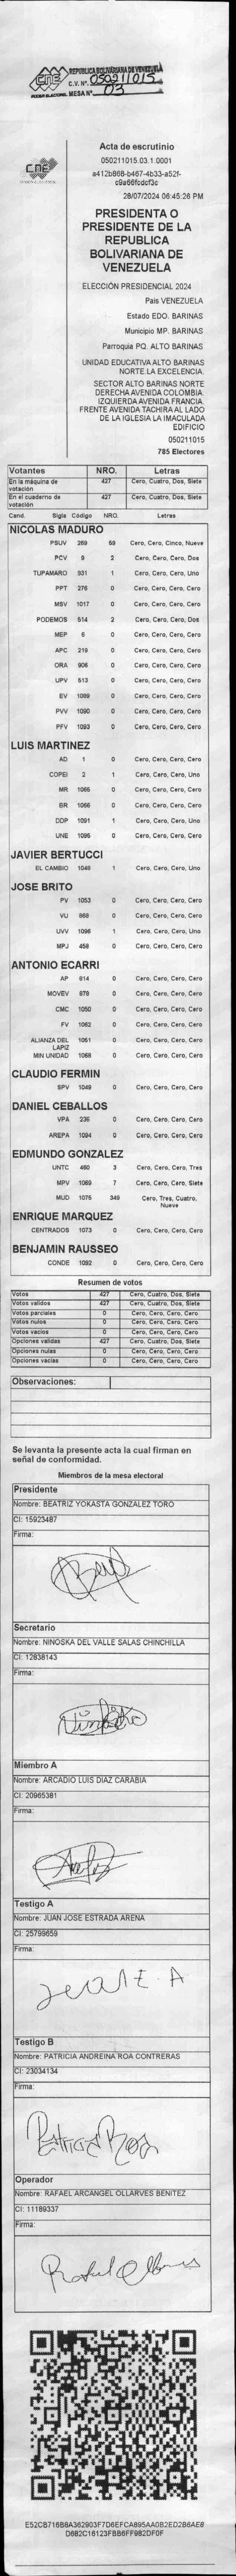 REPUBLICA BOLIVARIANA DE VENEZUELA
CNE C.V. Nº 050211015
PODER ELECTORAL MESA Nº 03
CNE
Acta de escrutinio
050211015.03.1.0001
a412b868-b467-4b33-a52f-
c9a66fcdcf3c
28/07/2024 06:45:26 PM
PRESIDENTA O
PRESIDENTE DE LA
REPUBLICA
BOLIVARIANA DE
VENEZUELA
ELECCIÓN PRESIDENCIAL 2024
País VENEZUELA
Estado EDO. BARINAS
Municipio MP. BARINAS
Parroquia PQ. ALTO BARINAS
UNIDAD EDUCATIVA ALTO BARINAS
NORTE LA EXCELENCIA.
SECTOR ALTO BARINAS NORTE
DERECHA AVENIDA COLOMBIA.
IZQUIERDA AVENIDA FRANCIA.
FRENTE AVENIDA TACHIRA AL LADO
DE LA IGLESIA LA IMACULADA
EDIFICIO
050211015
785 Electores
Votantes NRO. Letras
En la máquina de votación 427 Cero, Cuatro, Dos, Siete
En el cuaderno de votación 427 Cero, Cuatro, Dos, Siete
Cand. Sigla Código NRO. Letras
NICOLAS MADURO
PSUV 269 59 Cero, Cero, Cinco, Nueve
PCV 9 2 Cero, Cero, Cero, Dos
TUPAMARO 931 1 Cero, Cero, Cero, Uno
PPT 276 0 Cero, Cero, Cero, Cero
MSV 1017 0 Cero, Cero, Cero, Cero
PODEMOS 514 2 Cero, Cero, Cero, Dos
MEP 6 0 Cero, Cero, Cero, Cero
APC 219 0 Cero, Cero, Cero, Cero
ORA 906 0 Cero, Cero, Cero, Cero
UPV 513 0 Cero, Cero, Cero, Cero
EV 1089 0 Cero, Cero, Cero, Cero
PVV 1090 0 Cero, Cero, Cero, Cero
PFV 1093 0 Cero, Cero, Cero, Cero
LUIS MARTINEZ
AD 1 0 Cero, Cero, Cero, Cero
COPEI 2 1 Cero, Cero, Cero, Uno
MR 1065 0 Cero, Cero, Cero, Cero
BR 1066 0 Cero, Cero, Cero, Cero
DDP 1091 1 Cero, Cero, Cero, Uno
UNE 1095 0 Cero, Cero, Cero, Cero
JAVIER BERTUCCI
EL CAMBIO 1048 1 Cero, Cero, Cero, Uno
JOSE BRITO
PV 1053 0 Cero, Cero, Cero, Cero
VU 868 0 Cero, Cero, Cero, Cero
UVV 1096 1 Cero, Cero, Cero, Uno
MPJ 458 0 Cero, Cero, Cero, Cero
ANTONIO ECARRI
AP 614 0 Cero, Cero, Cero, Cero
MOVEV 979 0 Cero, Cero, Cero, Cero
CMC 1050 0 Cero, Cero, Cero, Cero
FV 1062 0 Cero, Cero, Cero, Cero
ALIANZA DEL LAPIZ 1051 0 Cero, Cero, Cero, Cero
MIN UNIDAD 1068 0 Cero, Cero, Cero, Cero
CLAUDIO FERMIN
SPV 1049 0 Cero, Cero, Cero, Cero
DANIEL CEBALLOS
VPA 236 0 Cero, Cero, Cero, Cero
AREPA 1094 0 Cero, Cero, Cero, Cero
EDMUNDO GONZALEZ
UNTC 460 3 Cero, Cero, Cero, Tres
MPV 1069 7 Cero, Cero, Cero, Siete
MUD 1075 349 Cero, Tres, Cuatro, Nueve
ENRIQUE MARQUEZ
CENTRADOS 1073 0 Cero, Cero, Cero, Cero
BENJAMIN RAUSSEO
CONDE 1092 0 Cero, Cero, Cero, Cero
Resumen de votos
Votos 427 Cero, Cuatro, Dos, Siete
Votos validos 427 Cero, Cuatro, Dos, Siete
Votos parciales 0 Cero, Cero, Cero, Cero
Votos nulos 0 Cero, Cero, Cero, Cero
Votos vacios 0 Cero, Cero, Cero, Cero
Opciones validas 427 Cero, Cuatro, Dos, Siete
Opciones nulas 0 Cero, Cero, Cero, Cero
Opciones vacias 0 Cero, Cero, Cero, Cero
Observaciones:
Se levanta la presente acta la cual firman en
señal de conformidad.
Miembros de la mesa electoral
Presidente
Nombre: BEATRIZ YOKASTA GONZALEZ TORO
CI: 15923487
Firma:
Secretario
Nombre: NINOSKA DEL VALLE SALAS CHINCHILLA
CI: 12838143
Firma:
Miembro A
Nombre: ARCADIO LUIS DIAZ CARABIA
CI: 20965381
Firma:
Testigo A
Nombre: JUAN JOSE ESTRADA ARENA
CI: 25799659
Firma:
Testigo B
Nombre: PATRICIA ANDREINA ROA CONTRERAS
CI: 23034134
Firma:
Patricia Roa
Operador
Nombre: RAFAEL ARCANGEL OLLARVES BENITEZ
CI: 11189337
Firma:
Rafael Ollarves
E52CB716B8A362903F7D6EFCA895AA0B2ED2B6AE8
D682C16123FBB6FF982DF0F